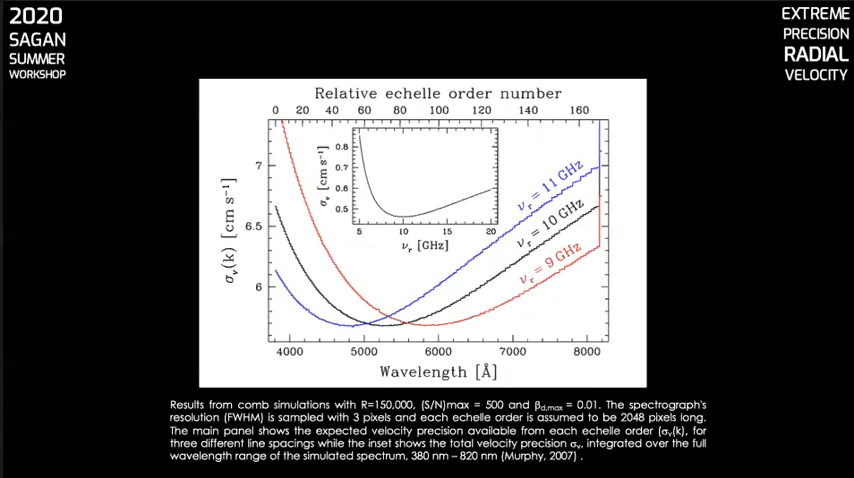 2020
SAGAN
SUMMER
WORKSHOP
EXTREME
PRECISION
RADIAL
VELOCITY
Relative echelle order number
0 20 40 60 80 100 120 140 160
7
6.5
6
σᵥ(k) [cm s⁻¹]
0.8
0.7
0.6
0.5
σᵥ [cm s⁻¹]
5 10 15 20
νᵣ [GHz]
νᵣ = 11 GHz
νᵣ = 10 GHz
νᵣ = 9 GHz
4000 5000 6000 7000 8000
Wavelength [Å]
Results from comb simulations with R=150,000, (S/N)max = 500 and βd,max = 0.01. The spectrograph's
resolution (FWHM) is sampled with 3 pixels and each echelle order is assumed to be 2048 pixels long.
The main panel shows the expected velocity precision available from each echelle order (σᵥ(k), for
three different line spacings while the inset shows the total velocity precision σᵥ, integrated over the full
wavelength range of the simulated spectrum, 380 nm – 820 nm (Murphy, 2007) .